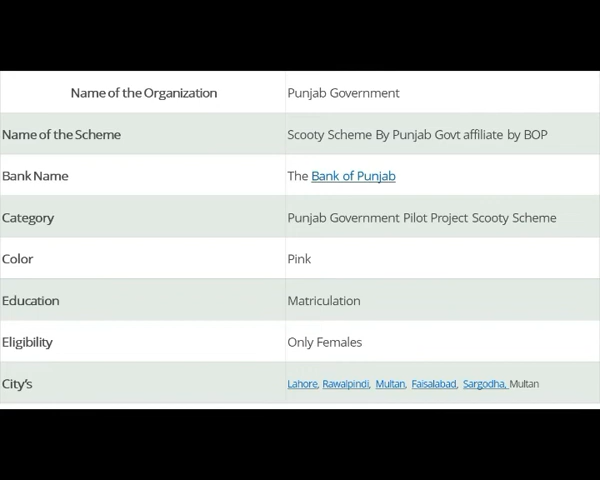 Name of the Organization Punjab Government
Name of the Scheme Scooty Scheme By Punjab Govt affiliate by BOP
Bank Name The Bank of Punjab
Category Punjab Government Pilot Project Scooty Scheme
Color Pink
Education Matriculation
Eligibility Only Females
City's Lahore, Rawalpindi, Multan, Faisalabad, Sargodha, Multan